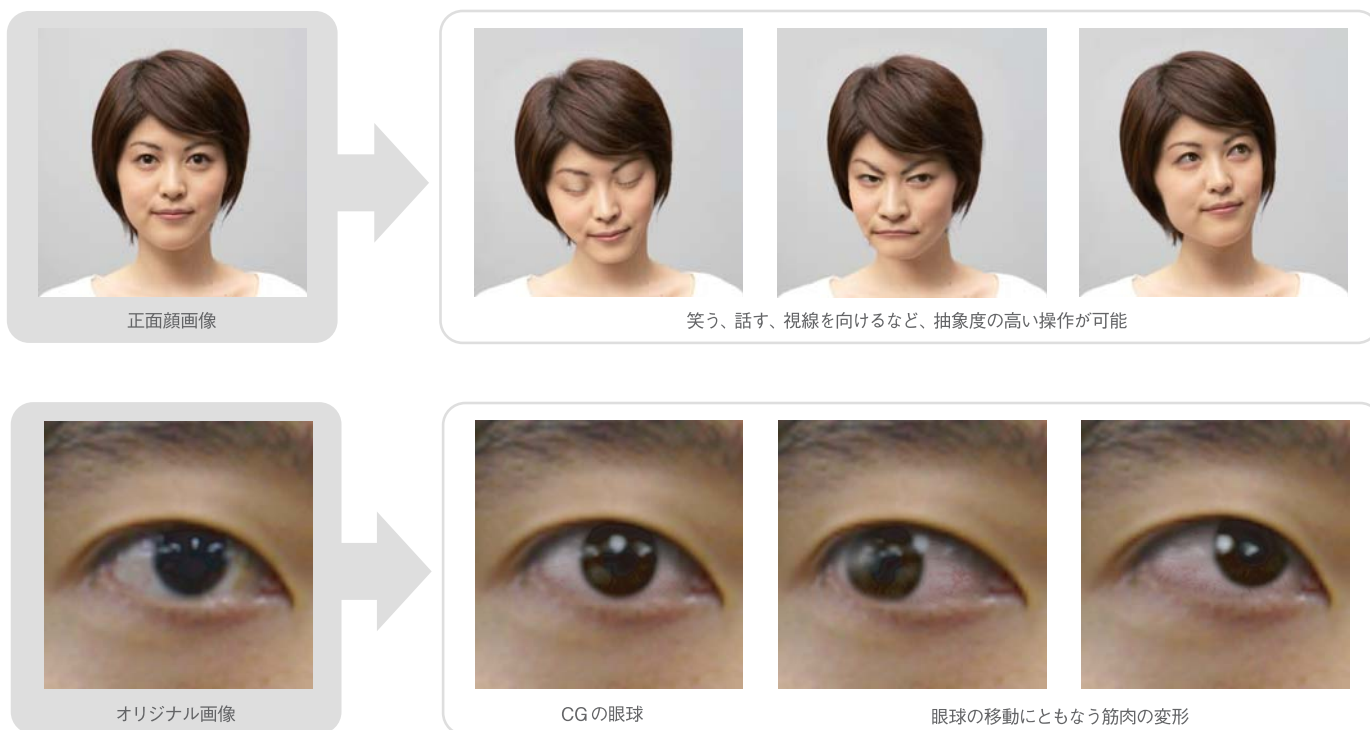 正面顔画像
笑う、話す、視線を向けるなど、抽象度の高い操作が可能
オリジナル画像
CGの眼球
眼球の移動にともなう筋肉の変形